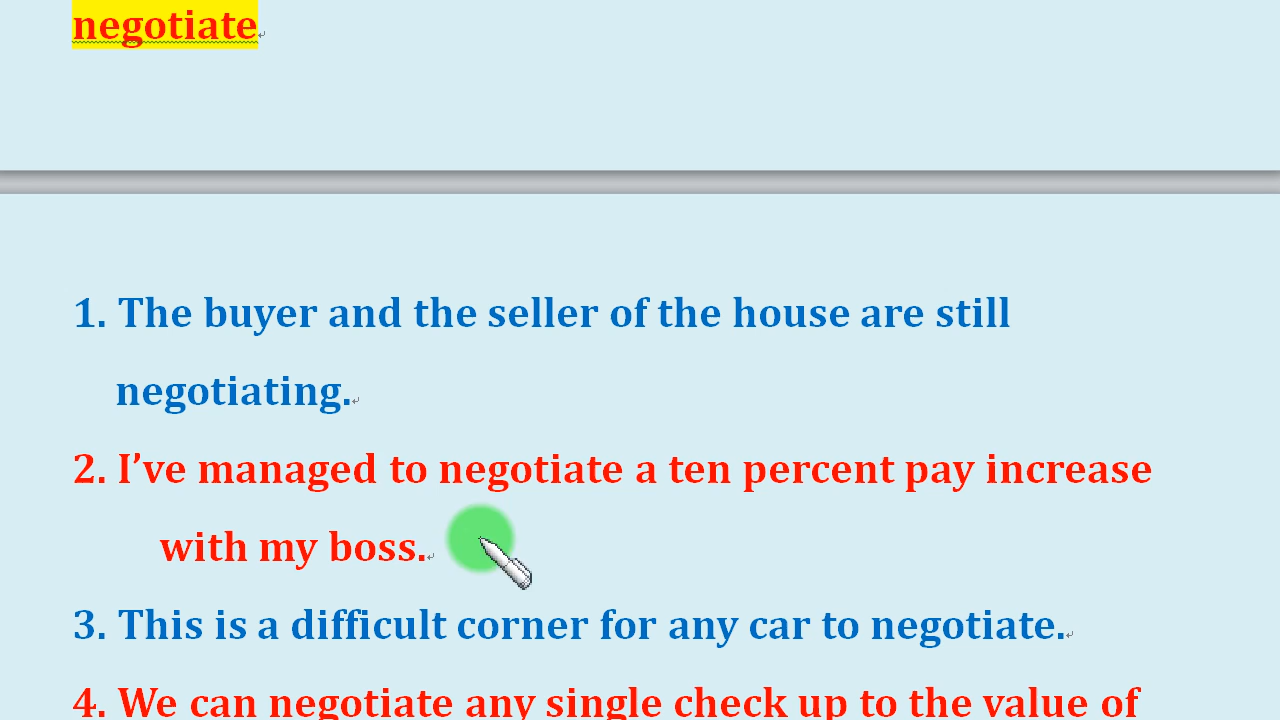 negotiate
1. The buyer and the seller of the house are still
negotiating.
2. I’ve managed to negotiate a ten percent pay increase
with my boss.
3. This is a difficult corner for any car to negotiate.
4. We can negotiate any single check up to the value of